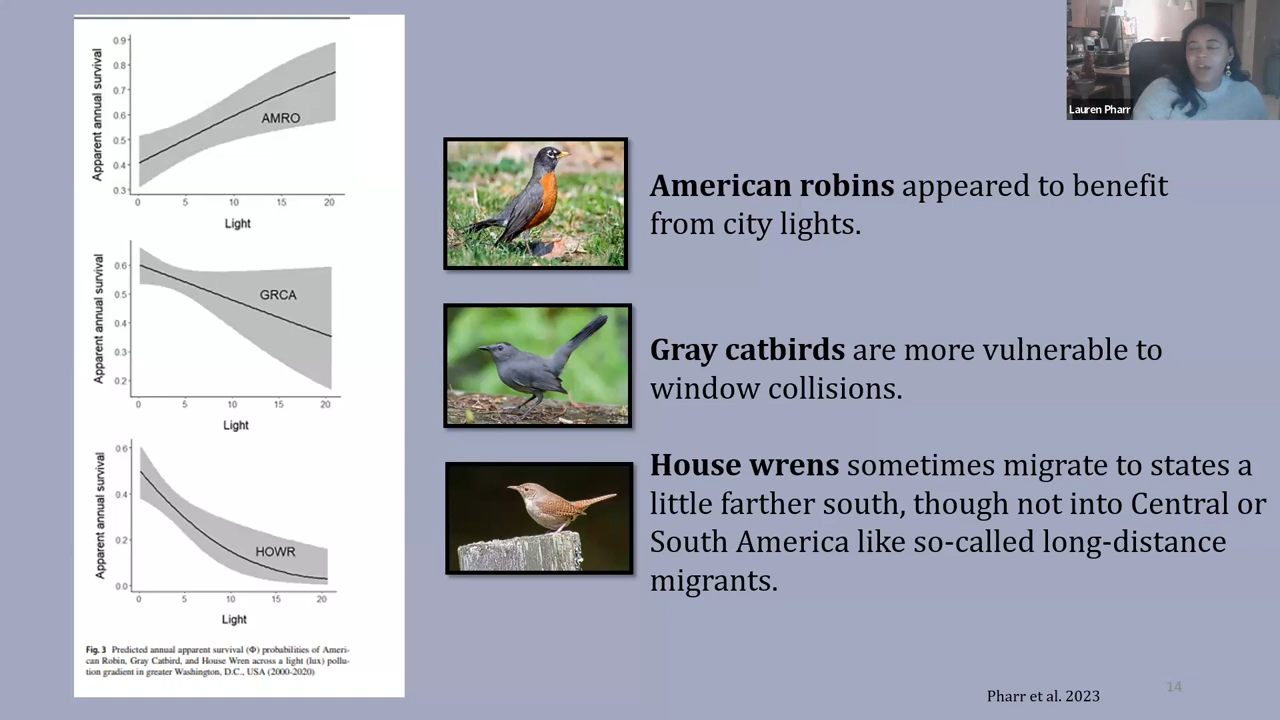 0.9
0.8
0.7
0.6
0.5
0.4
0.3
Apparent annual survival
AMRO
0 5 10 15 20
Light
0.6
0.5
0.4
0.3
0.2
Apparent annual survival
GRCA
0 5 10 15 20
Light
0.6
0.4
0.2
0.0
Apparent annual survival
HOWR
0 5 10 15 20
Light
Fig. 3 Predicted annual apparent survival (Φ) probabilities of Ameri-
can Robin, Gray Catbird, and House Wren across a light (lux) pollu-
tion gradient in greater Washington, D.C., USA (2000-2020)
American robins appeared to benefit
from city lights.
Gray catbirds are more vulnerable to
window collisions.
House wrens sometimes migrate to states a
little farther south, though not into Central or
South America like so-called long-distance
migrants.
Lauren Pharr
Pharr et al. 2023
14